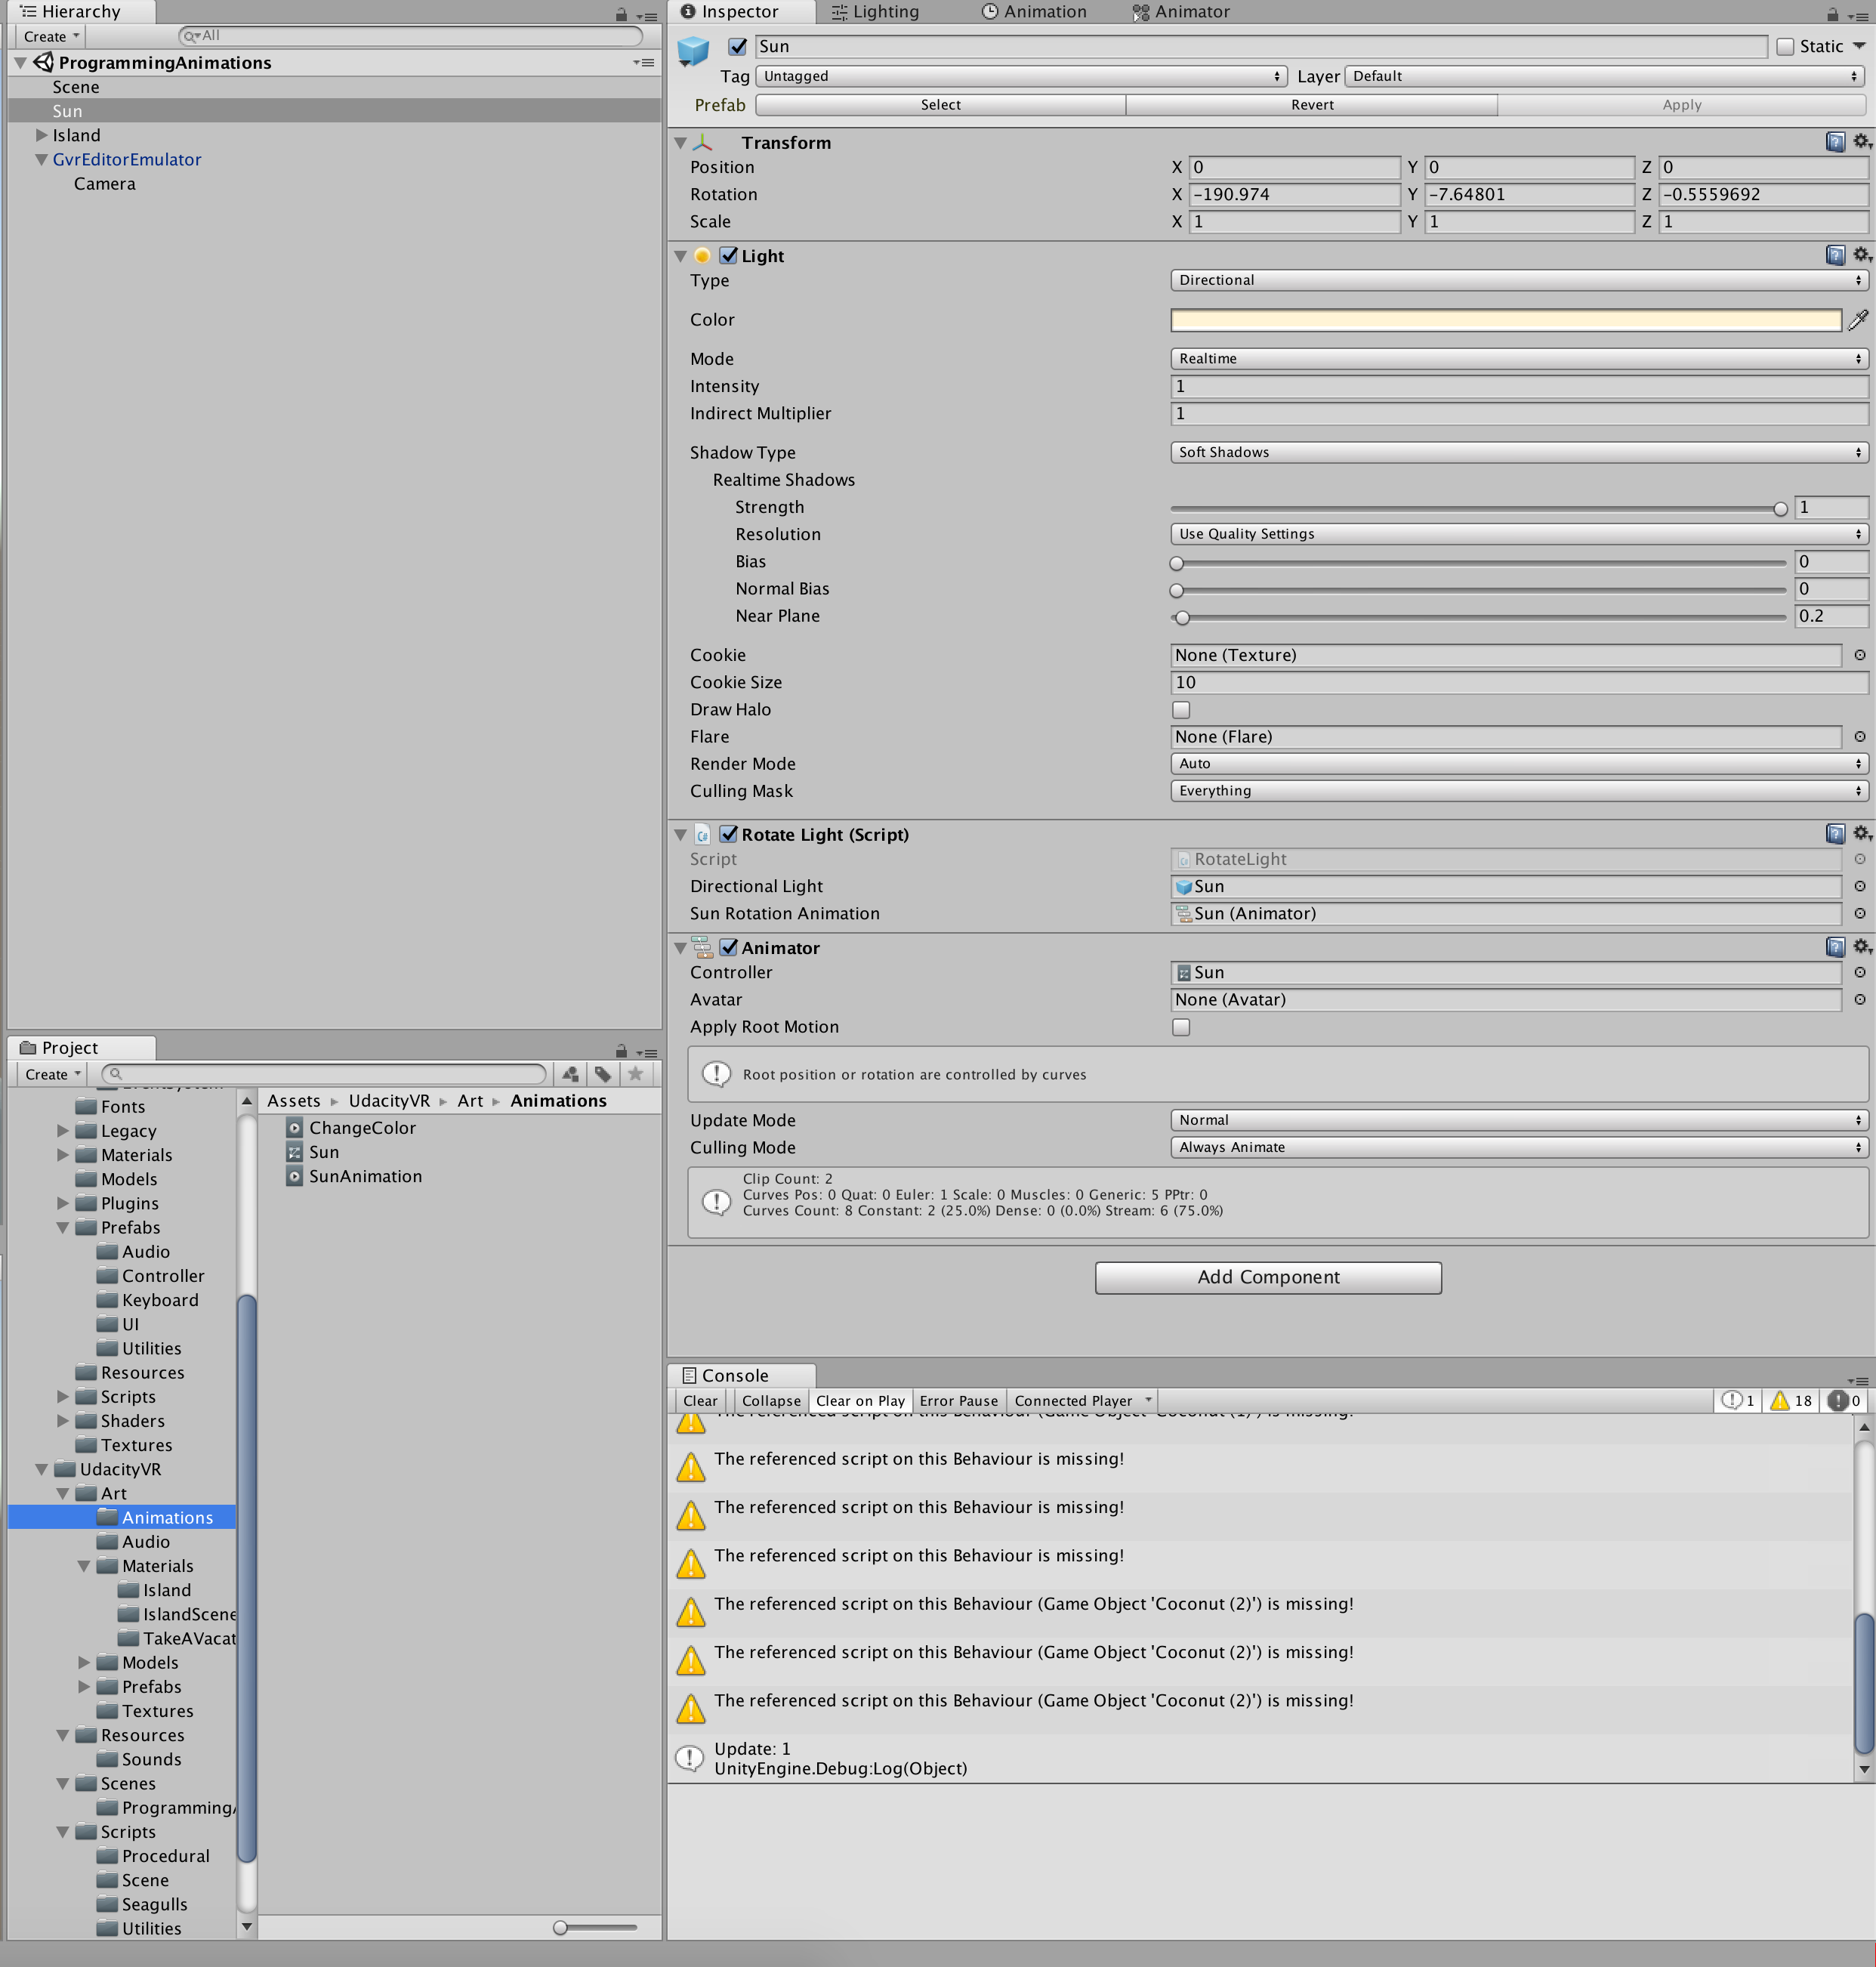 Hierarchy
Create
All
ProgrammingAnimations
Scene
Sun
Island
GvrEditorEmulator
Camera
Inspector Lighting Animation Animator
Sun Static
Tag Untagged Layer Default
Prefab Select Revert Apply
Transform
Position X 0 Y 0 Z 0
Rotation X -190.974 Y -7.64801 Z -0.5559692
Scale X 1 Y 1 Z 1
Light
Type Directional
Color
Mode Realtime
Intensity 1
Indirect Multiplier 1
Shadow Type Soft Shadows
Realtime Shadows
Strength 1
Resolution Use Quality Settings
Bias 0
Normal Bias 0
Near Plane 0.2
Cookie None (Texture)
Cookie Size 10
Draw Halo
Flare None (Flare)
Render Mode Auto
Culling Mask Everything
Rotate Light (Script)
Script RotateLight
Directional Light Sun
Sun Rotation Animation Sun (Animator)
Animator
Controller Sun
Avatar None (Avatar)
Apply Root Motion
Root position or rotation are controlled by curves
Update Mode Normal
Culling Mode Always Animate
Clip Count: 2
Curves Pos: 0 Quat: 0 Euler: 1 Scale: 0 Muscles: 0 Generic: 5 PPtr: 0
Curves Count: 8 Constant: 2 (25.0%) Dense: 0 (0.0%) Stream: 6 (75.0%)
Add Component
Project
Create
Fonts
Legacy
Materials
Models
Plugins
Prefabs
Audio
Controller
Keyboard
UI
Utilities
Resources
Scripts
Shaders
Textures
UdacityVR
Art
Animations
Audio
Materials
Island
IslandScene
TakeAVacat
Models
Prefabs
Textures
Resources
Sounds
Scenes
Programming
Scripts
Procedural
Scene
Seagulls
Utilities
Assets UdacityVR Art Animations
ChangeColor
Sun
SunAnimation
Console
Clear Collapse Clear on Play Error Pause Connected Player 1 18 0
The referenced script on this Behaviour (Game Object 'Coconut (1)') is missing!
The referenced script on this Behaviour is missing!
The referenced script on this Behaviour is missing!
The referenced script on this Behaviour is missing!
The referenced script on this Behaviour (Game Object 'Coconut (2)') is missing!
The referenced script on this Behaviour (Game Object 'Coconut (2)') is missing!
The referenced script on this Behaviour (Game Object 'Coconut (2)') is missing!
Update: 1
UnityEngine.Debug:Log(Object)